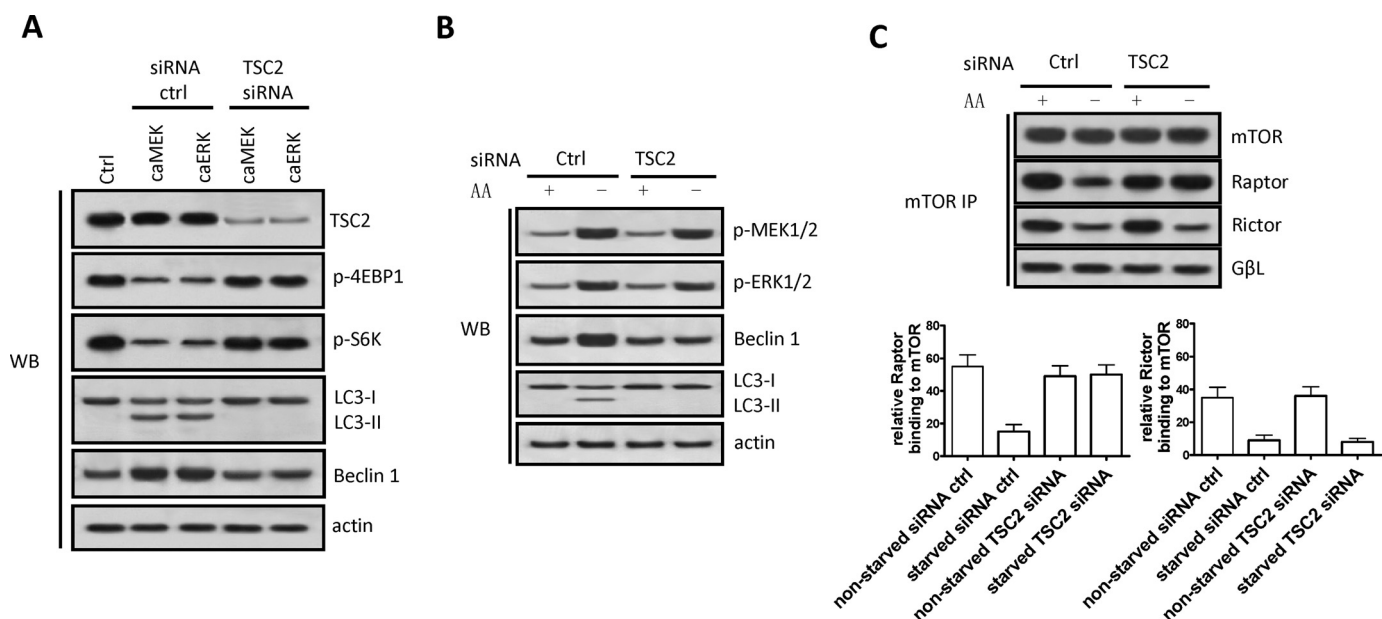 A
siRNA ctrl
TSC2 siRNA
Ctrl
caMEK
caERK
caMEK
caERK
WB
TSC2
p-4EBP1
p-S6K
LC3-I
LC3-II
Beclin 1
actin
B
siRNA Ctrl TSC2
AA + − + −
WB
p-MEK1/2
p-ERK1/2
Beclin 1
LC3-I
LC3-II
actin
C
siRNA Ctrl TSC2
AA + − + −
mTOR IP
mTOR
Raptor
Rictor
GβL
relative Raptor
binding to mTOR
80
60
40
20
0
non-starved siRNA ctrl
starved siRNA ctrl
non-starved TSC2 siRNA
starved TSC2 siRNA
relative Rictor
binding to mTOR
80
60
40
20
0
non-starved siRNA ctrl
starved siRNA ctrl
non-starved TSC2 siRNA
starved TSC2 siRNA